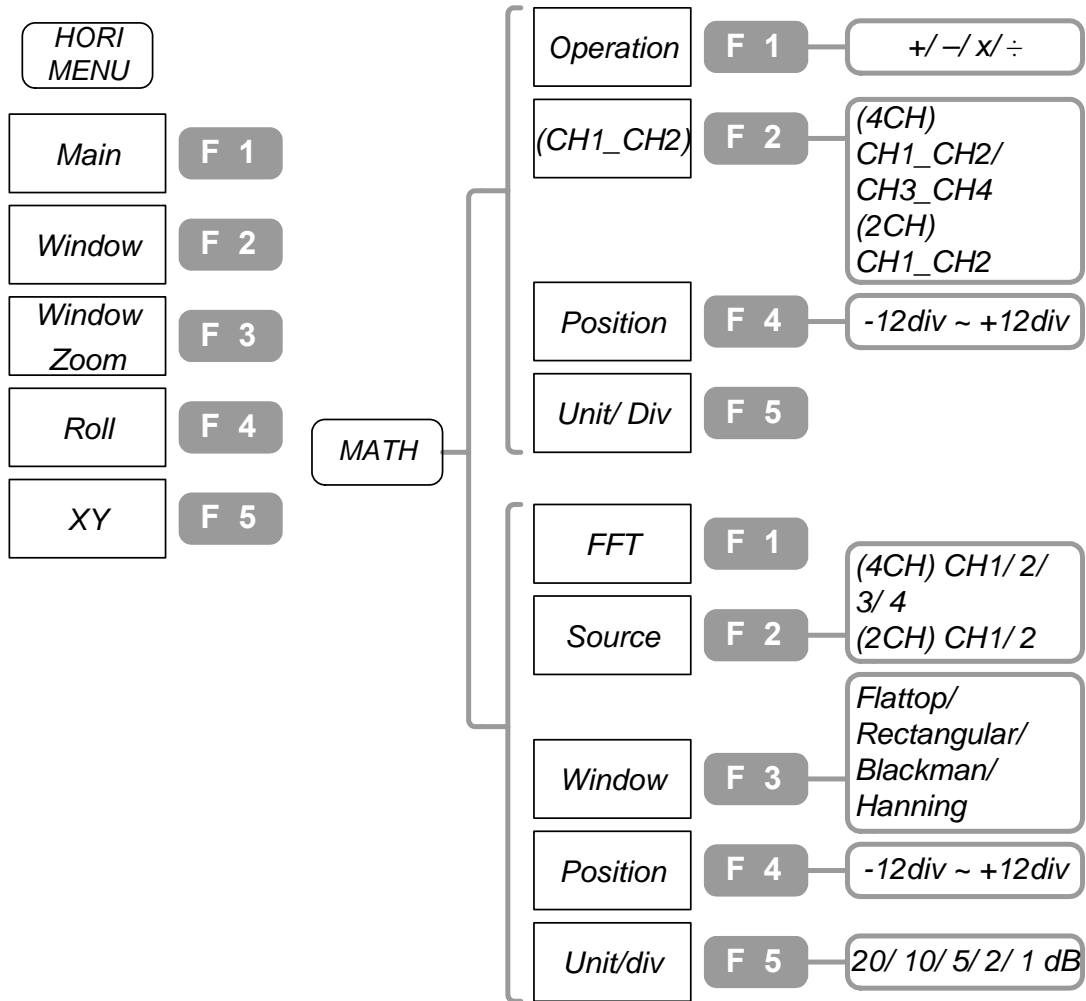 HORI
MENU
Main
F 1
Window
F 2
Window
Zoom
F 3
Roll
F 4
XY
F 5
MATH
Operation
F 1
+/ –/ x/ ÷
(CH1_CH2)
F 2
(4CH)
CH1_CH2/
CH3_CH4
(2CH)
CH1_CH2
Position
F 4
-12div ~ +12div
Unit/ Div
F 5
FFT
F 1
Source
F 2
(4CH) CH1/ 2/
3/ 4
(2CH) CH1/ 2
Window
F 3
Flattop/
Rectangular/
Blackman/
Hanning
Position
F 4
-12div ~ +12div
Unit/div
F 5
20/ 10/ 5/ 2/ 1 dB